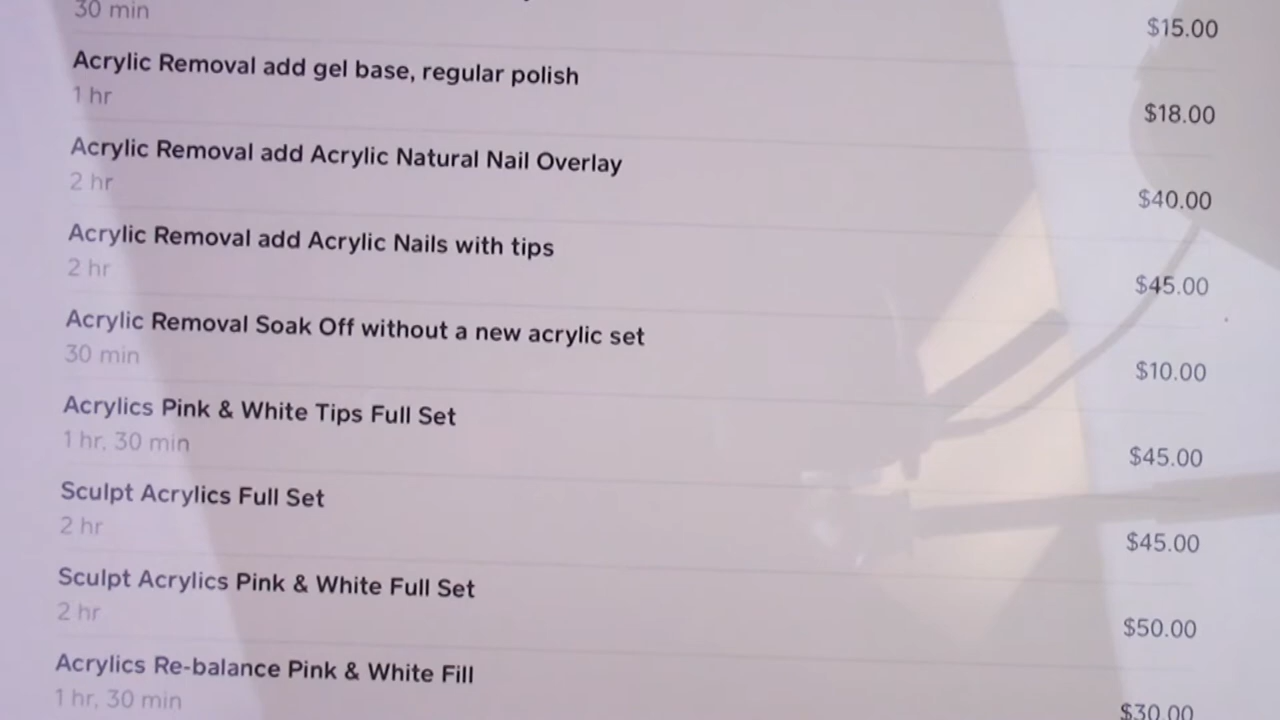 30 min
$15.00
Acrylic Removal add gel base, regular polish
1 hr
$18.00
Acrylic Removal add Acrylic Natural Nail Overlay
2 hr
$40.00
Acrylic Removal add Acrylic Nails with tips
2 hr
$45.00
Acrylic Removal Soak Off without a new acrylic set
30 min
$10.00
Acrylics Pink & White Tips Full Set
1 hr, 30 min
$45.00
Sculpt Acrylics Full Set
2 hr
$45.00
Sculpt Acrylics Pink & White Full Set
2 hr
$50.00
Acrylics Re-balance Pink & White Fill
1 hr, 30 min
$30.00